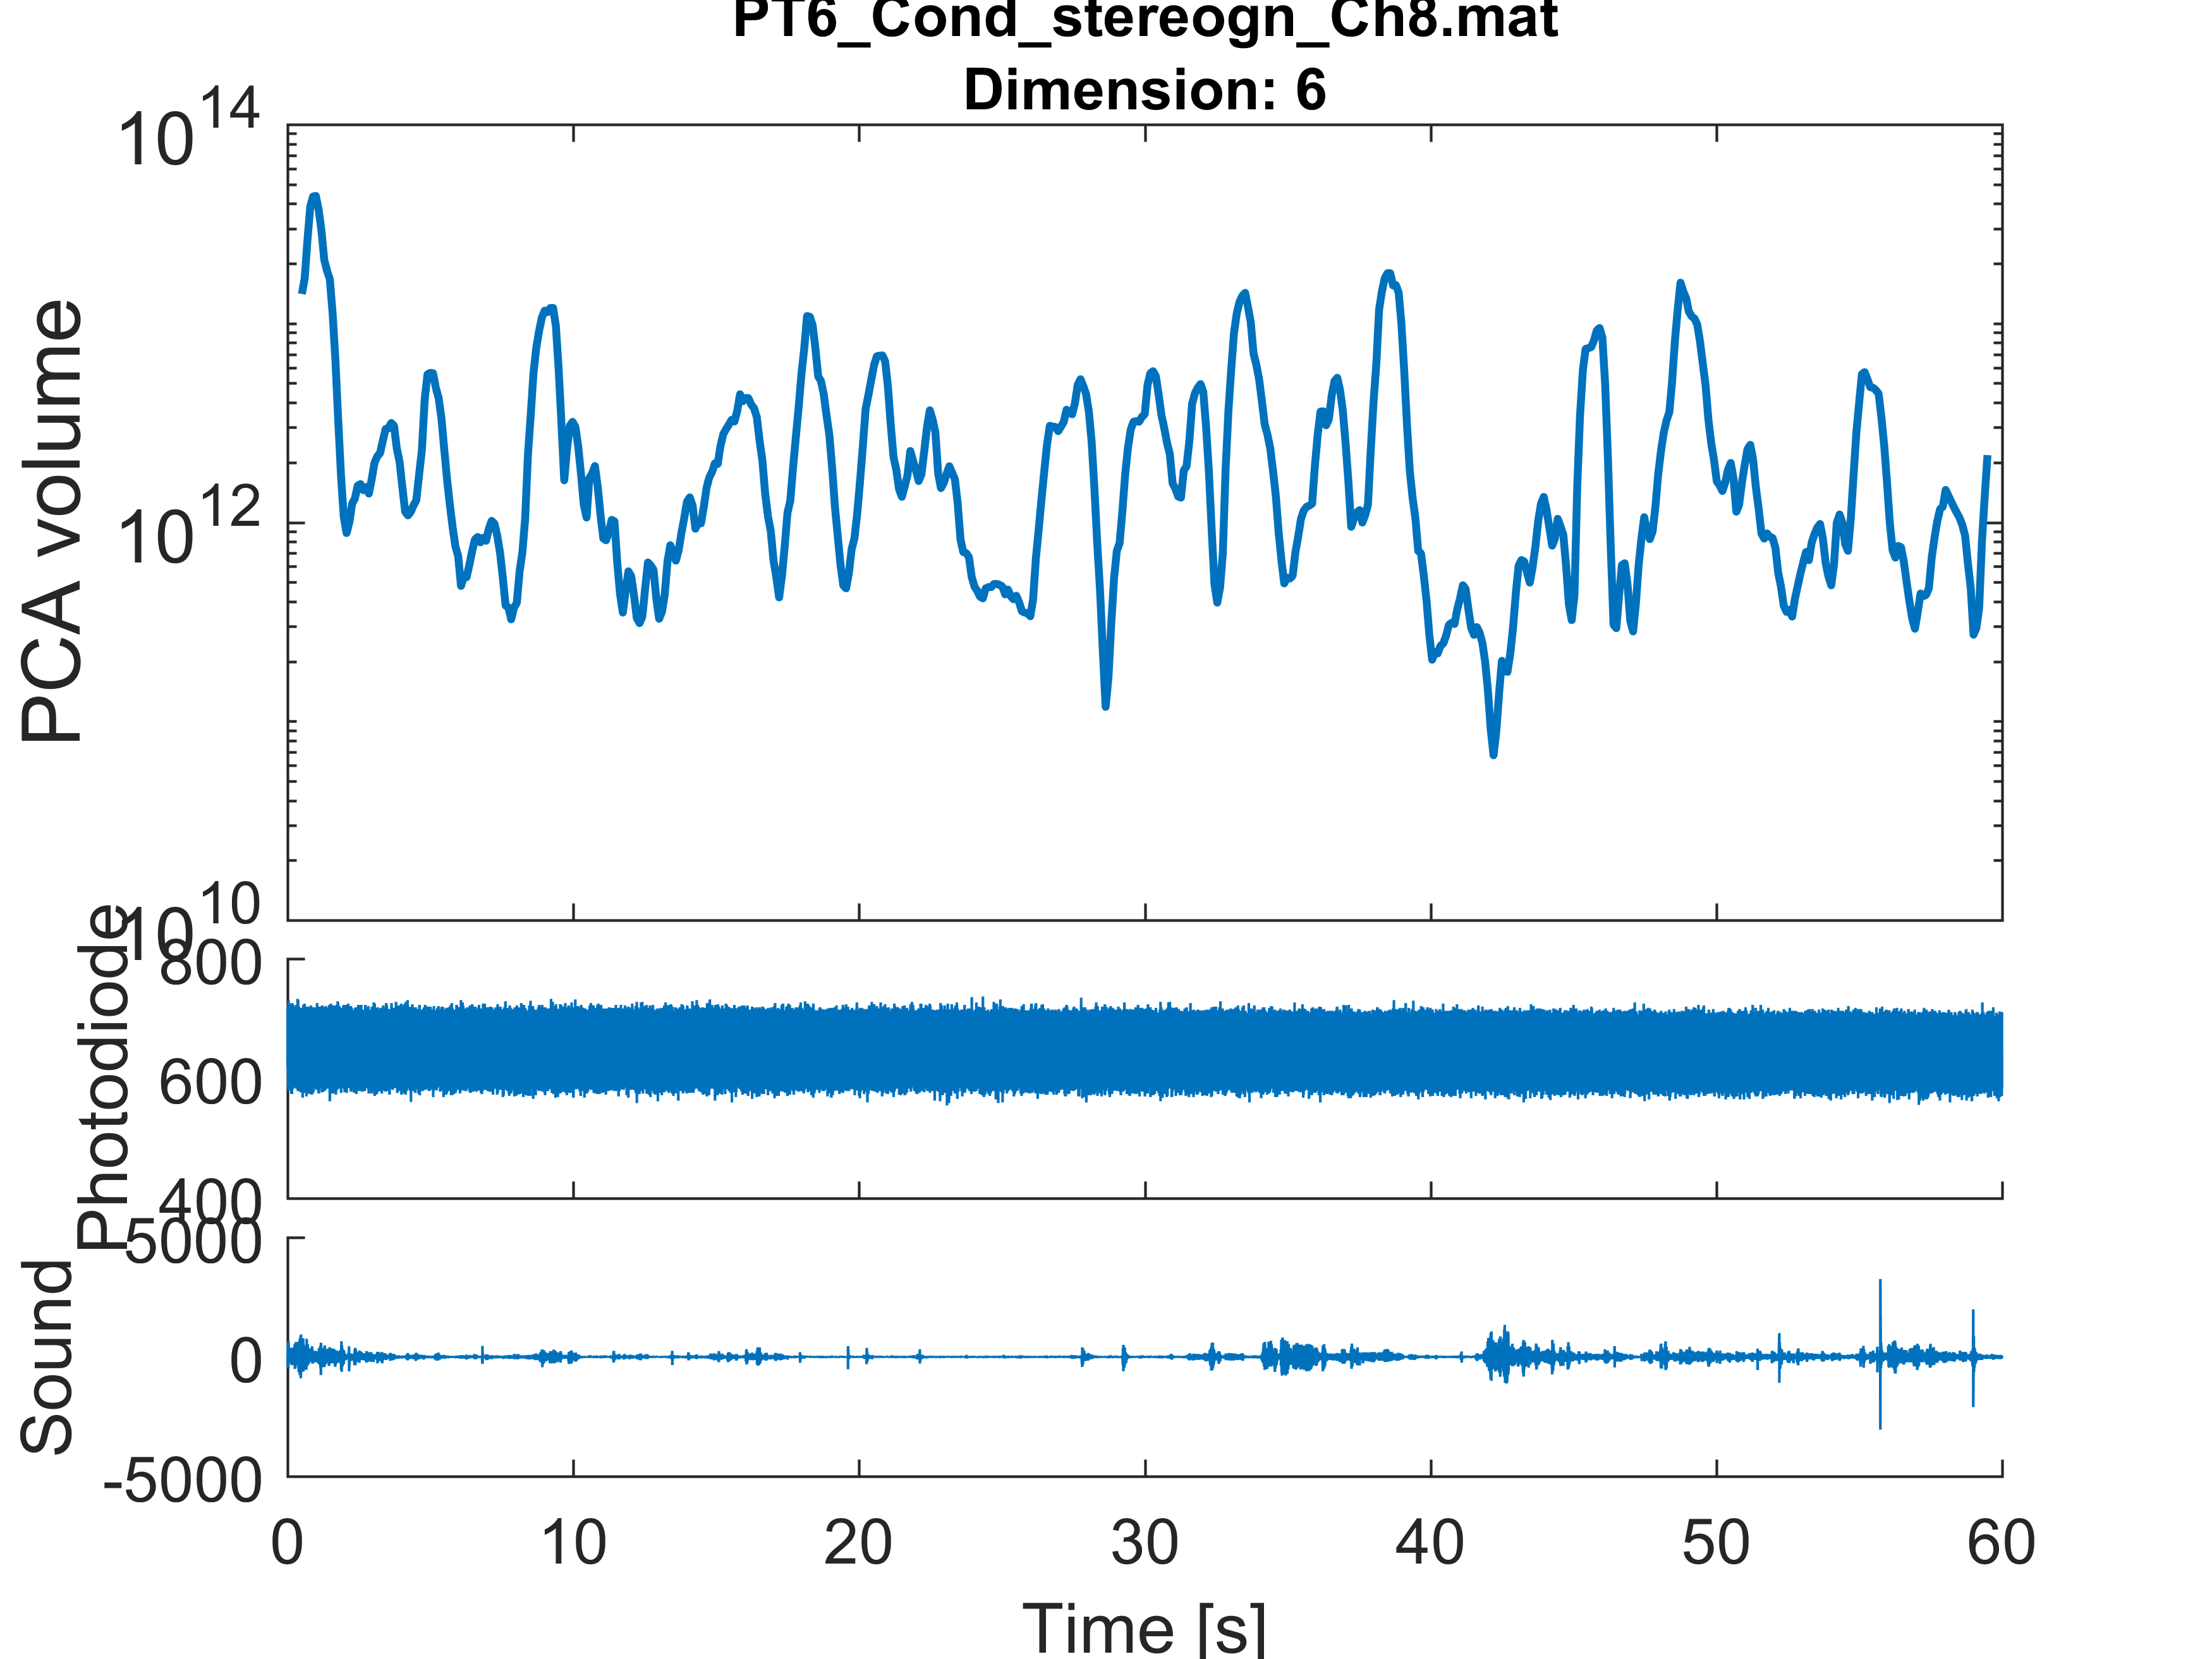 PT6_Cond_stereogn_Ch8.mat
Dimension: 6
10^14
10^12
10^10
PCA volume
800
600
400
Photodiode
5000
0
-5000
Sound
0 10 20 30 40 50 60
Time [s]